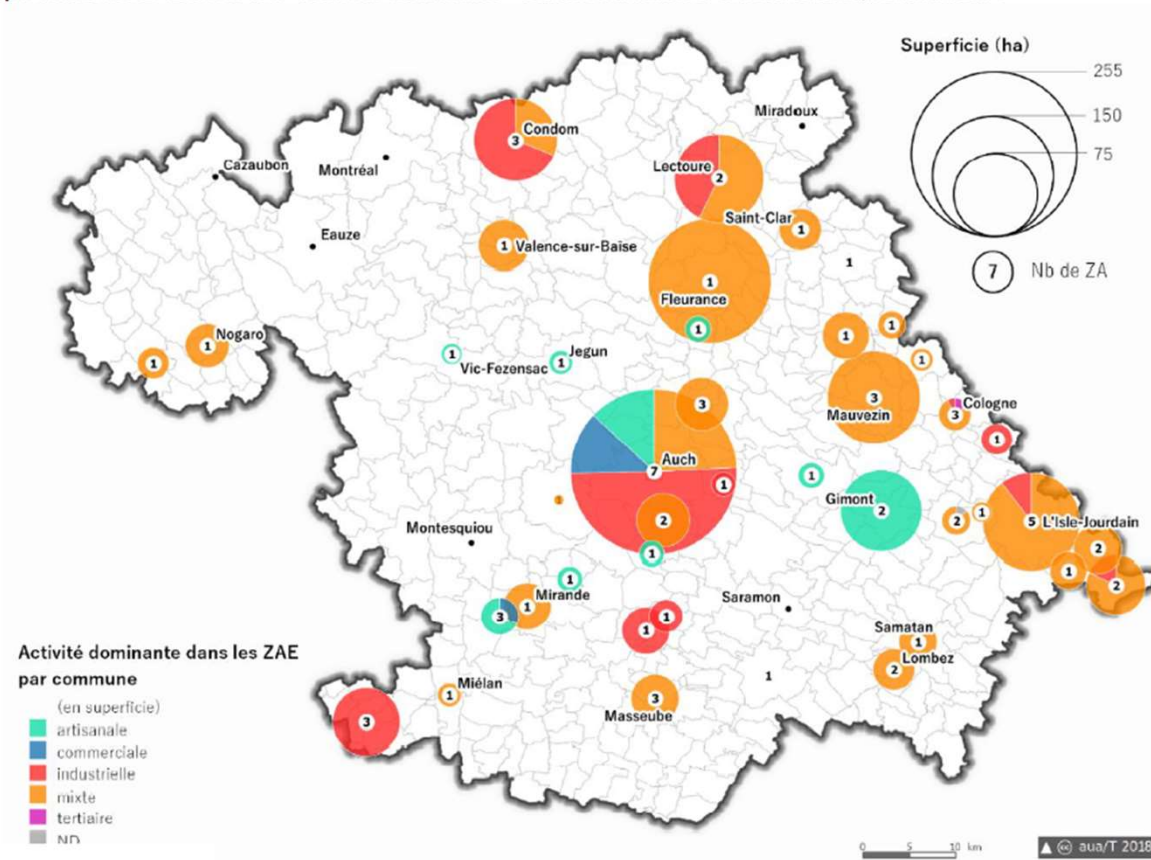 Superficie (ha)
255
150
75
7 Nb de ZA
Miradoux
Condom
3
Cazaubon
Montréal
Lectoure
2
Saint-Clar
1
Eauze
1 Valence-sur-Baïse
1
1
Fleurance
1
Nogaro
1
1
1
1
1
1 Vic-Fezensac
1 Jegun
3
Mauvezin
3
Cologne
3
1
Auch
7
1
1
Gimont
2
1
2
1
5 L'Isle-Jourdain
2
1
2
Montesquiou
2
1
1
Mirande
1
3
Saramon
1
1
Samatan
1
Lombez
2
1
Miélan
1
3
Masseube
3
Activité dominante dans les ZAE
par commune
(en superficie)
artisanale
commerciale
industrielle
mixte
tertiaire
ND
0 5 10 km
aua/T 2018